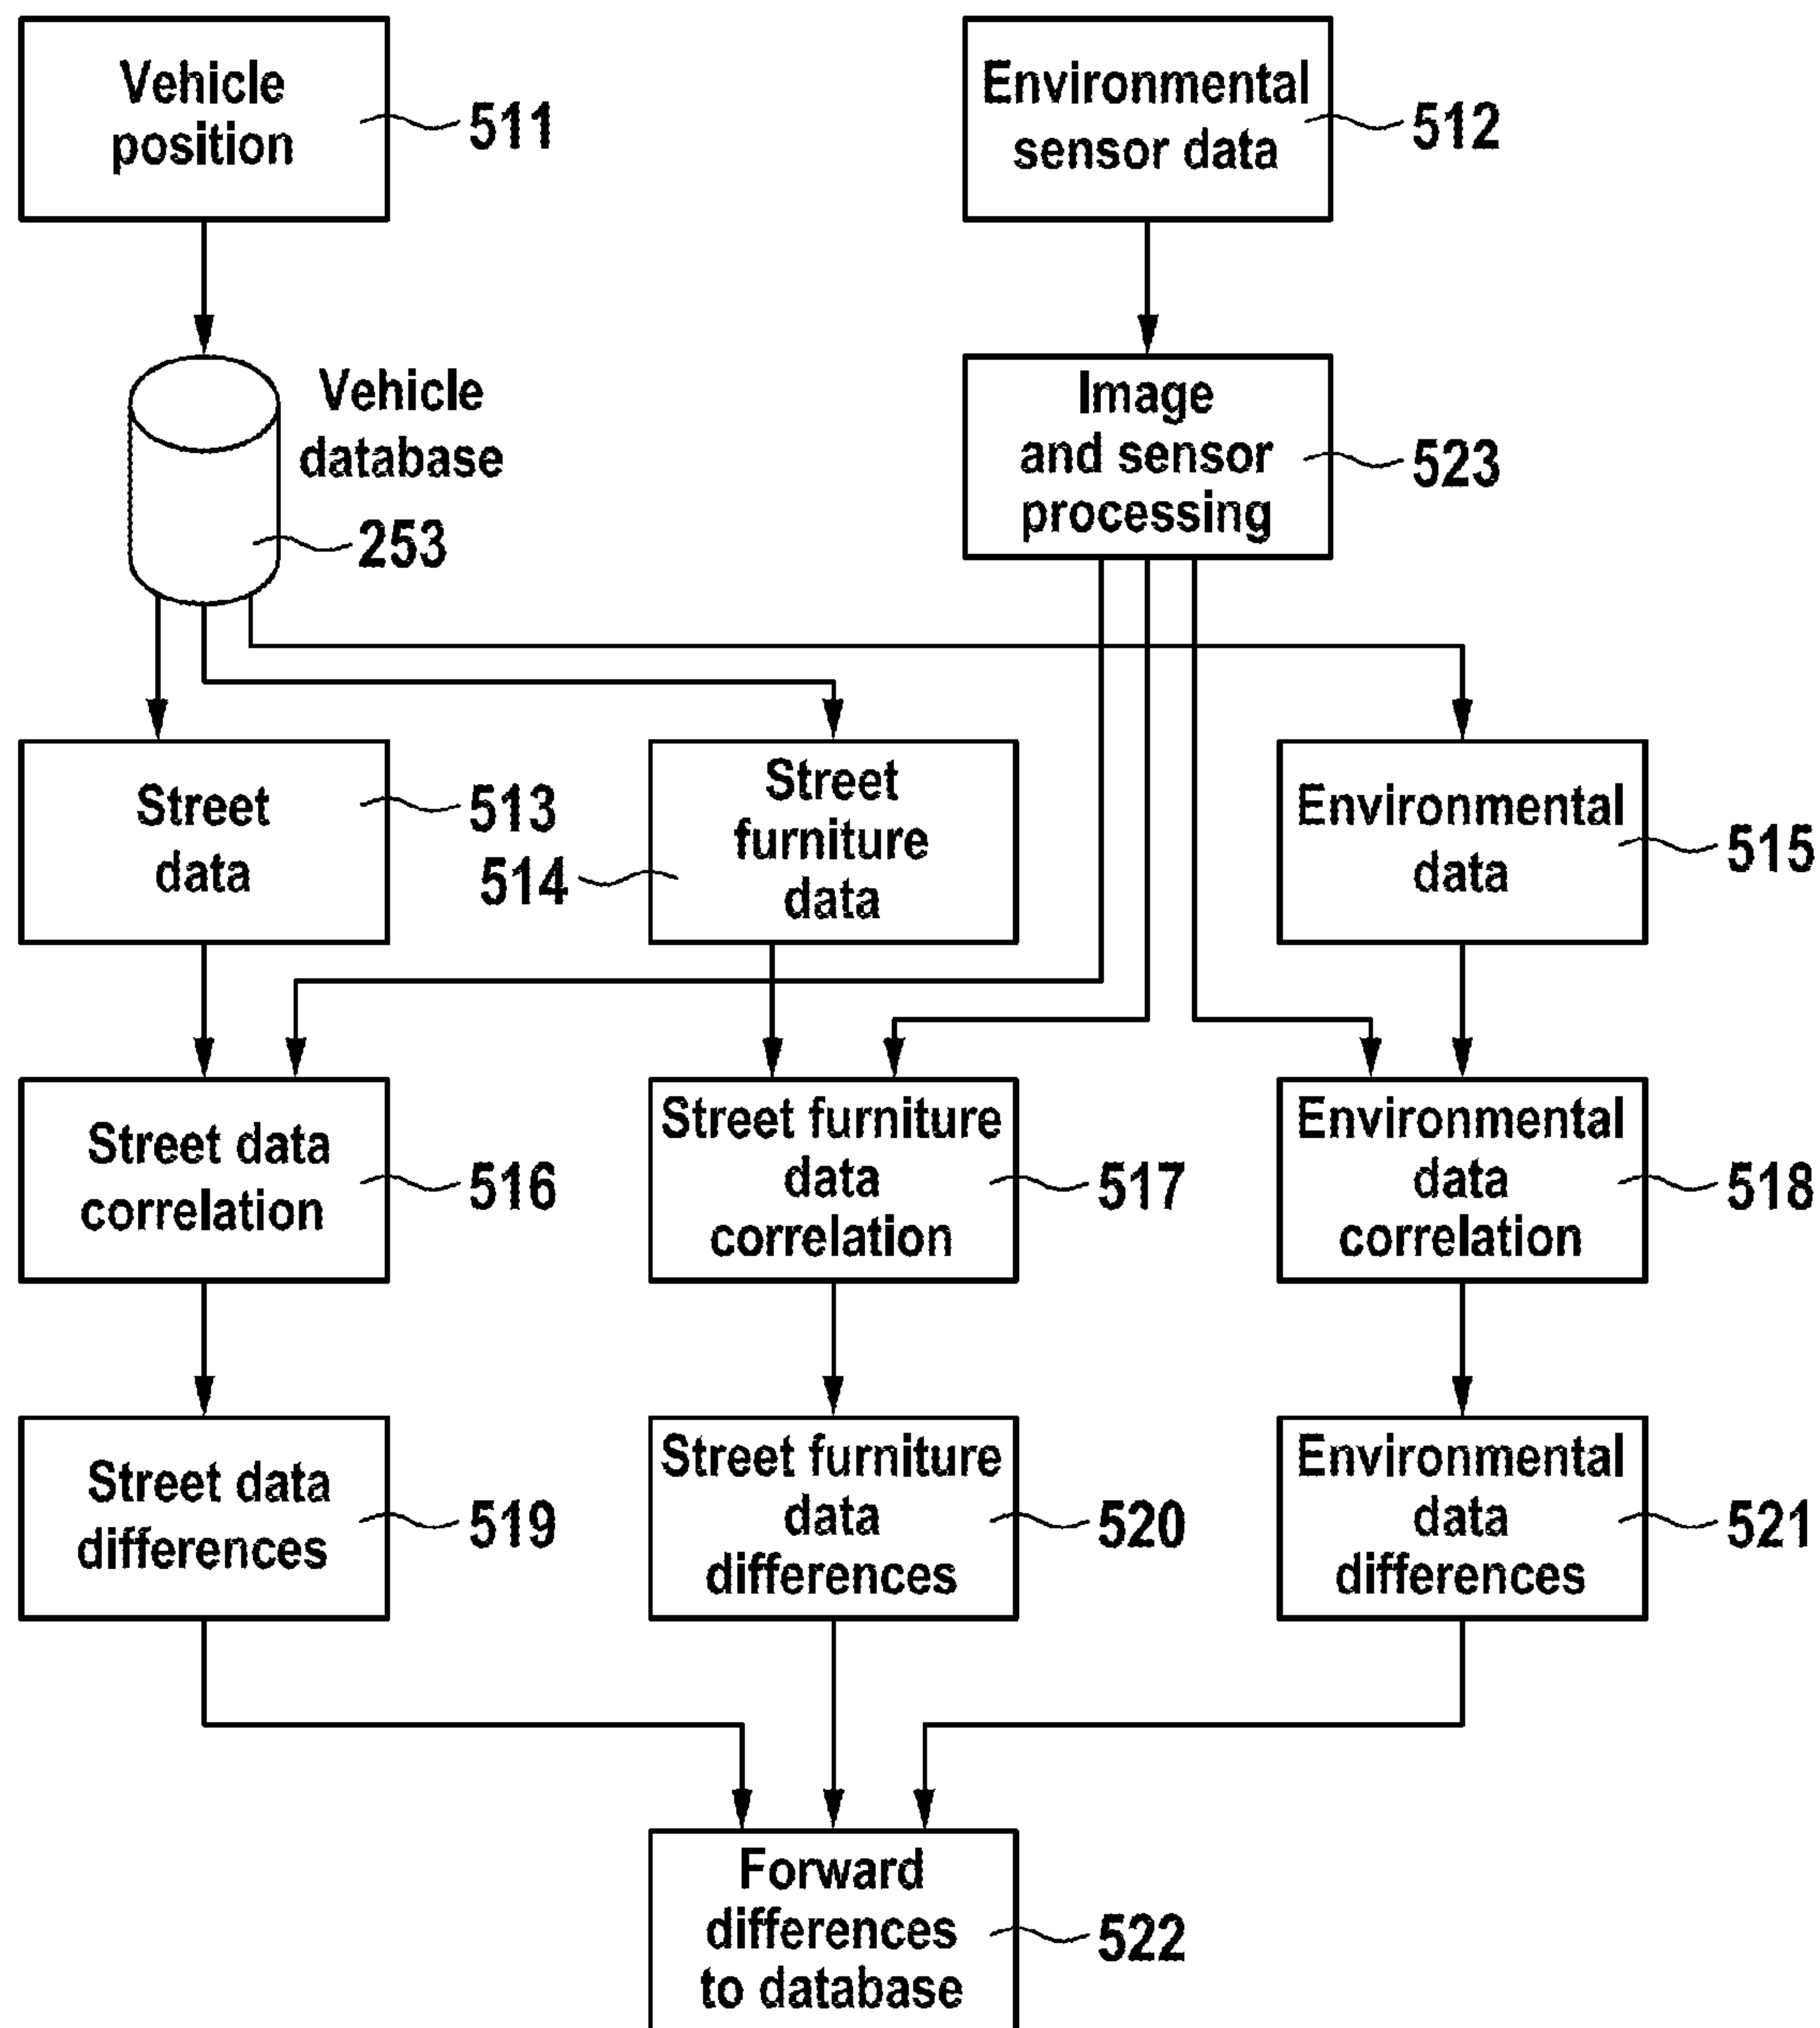 Vehicle
position
511
Environmental
sensor data
512
Vehicle
database
253
Image
and sensor
processing
523
Street
data
513
Street
furniture
data
514
Environmental
data
515
Street data
correlation
516
Street furniture
data
correlation
517
Environmental
data
correlation
518
Street data
differences
519
Street furniture
data
differences
520
Environmental
data
differences
521
Forward
differences
to database
522